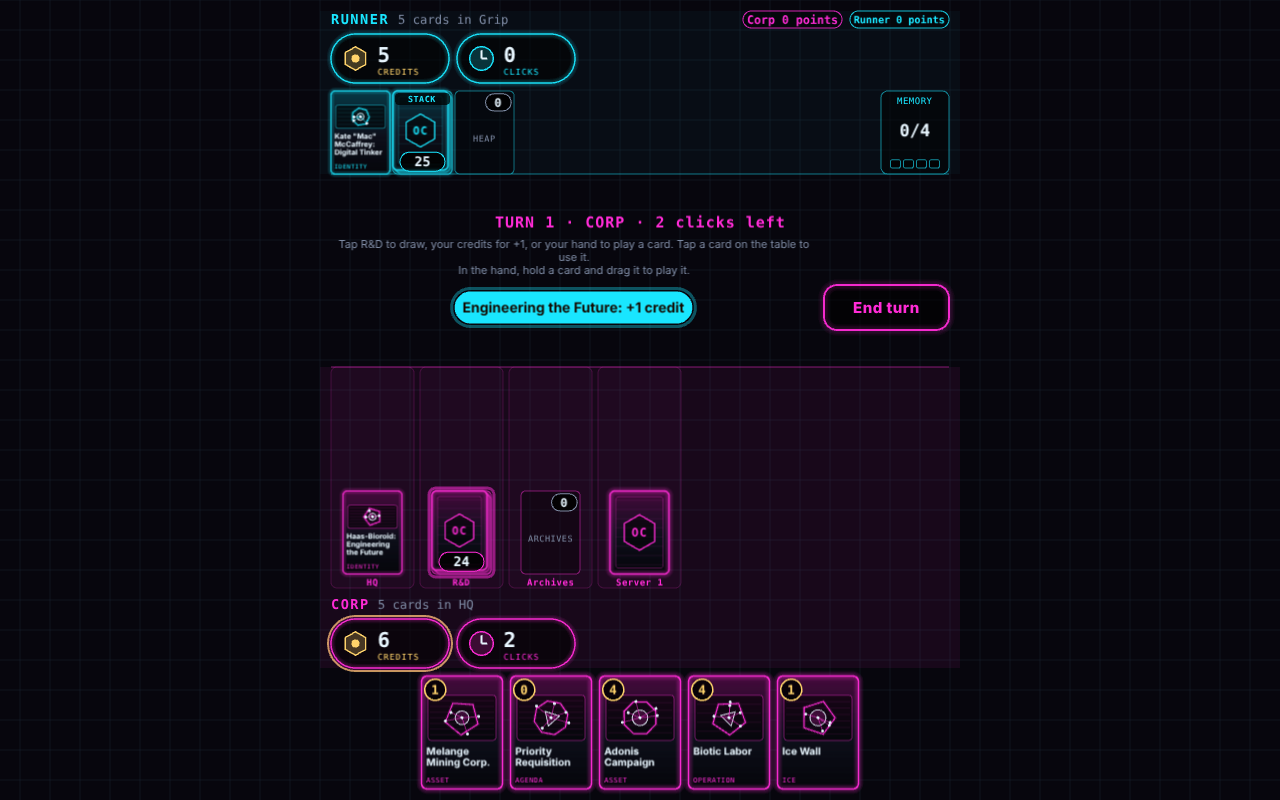 RUNNER 5 cards in Grip
Corp 0 points
Runner 0 points
5 CREDITS
0 CLICKS
Kate "Mac" McCaffrey: Digital Tinker
IDENTITY
STACK
OC
25
0
HEAP
MEMORY
0/4
TURN 1 · CORP · 2 clicks left
Tap R&D to draw, your credits for +1, or your hand to play a card. Tap a card on the table to
use it.
In the hand, hold a card and drag it to play it.
Engineering the Future: +1 credit
End turn
Haas-Bioroid: Engineering the Future
IDENTITY
HQ
OC
24
R&D
0
ARCHIVES
Archives
OC
Server 1
CORP 5 cards in HQ
6 CREDITS
2 CLICKS
1
Melange Mining Corp.
ASSET
0
Priority Requisition
AGENDA
4
Adonis Campaign
ASSET
4
Biotic Labor
OPERATION
1
Ice Wall
ICE